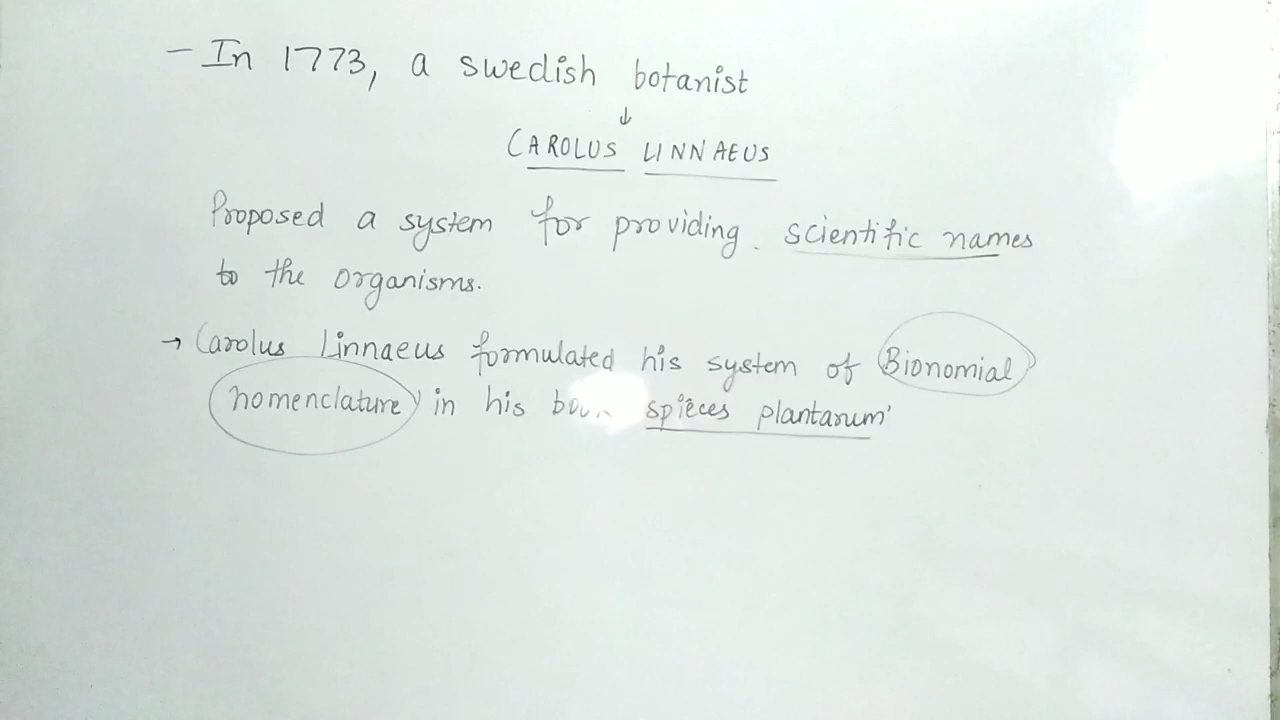 - In 1773, a swedish botanist
↓
CAROLUS LINNAEUS
Proposed a system for providing scientific names
to the organisms.
→ Carolus Linnaeus formulated his system of Bionomial
nomenclature in his spieces plantarum'